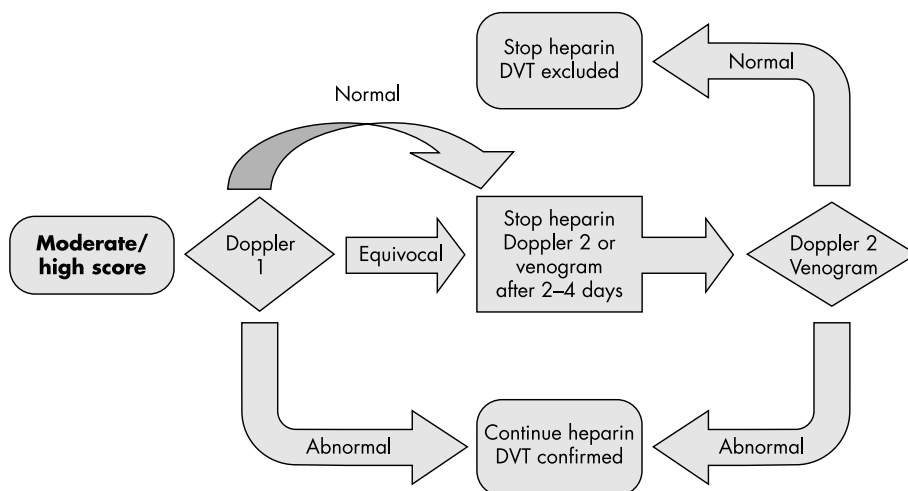 Stop heparin
DVT excluded
Normal
Normal
Moderate/
high score
Doppler
1
Equivocal
Stop heparin
Doppler 2 or
venogram
after 2–4 days
Doppler 2
Venogram
Abnormal
Continue heparin
DVT confirmed
Abnormal